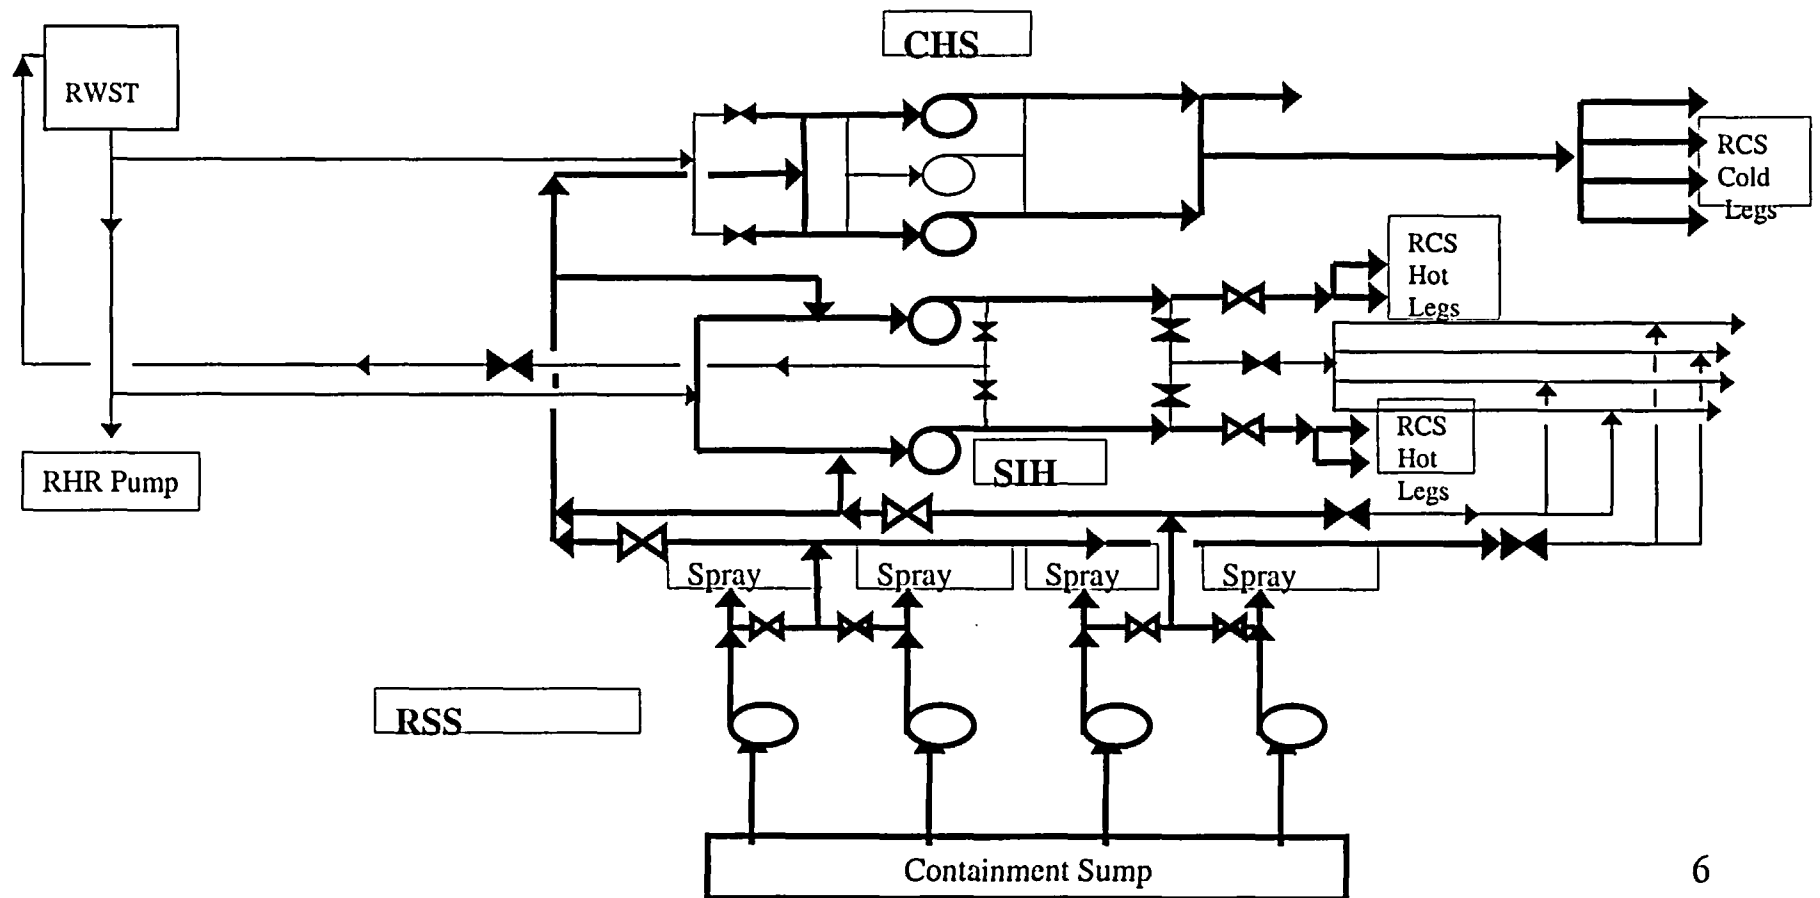 CHS
RWST
RCS
Cold
Legs
RCS
Hot
Legs
RCS
Hot
Legs
SIH
RHR Pump
Spray
Spray
Spray
Spray
RSS
Containment Sump
6